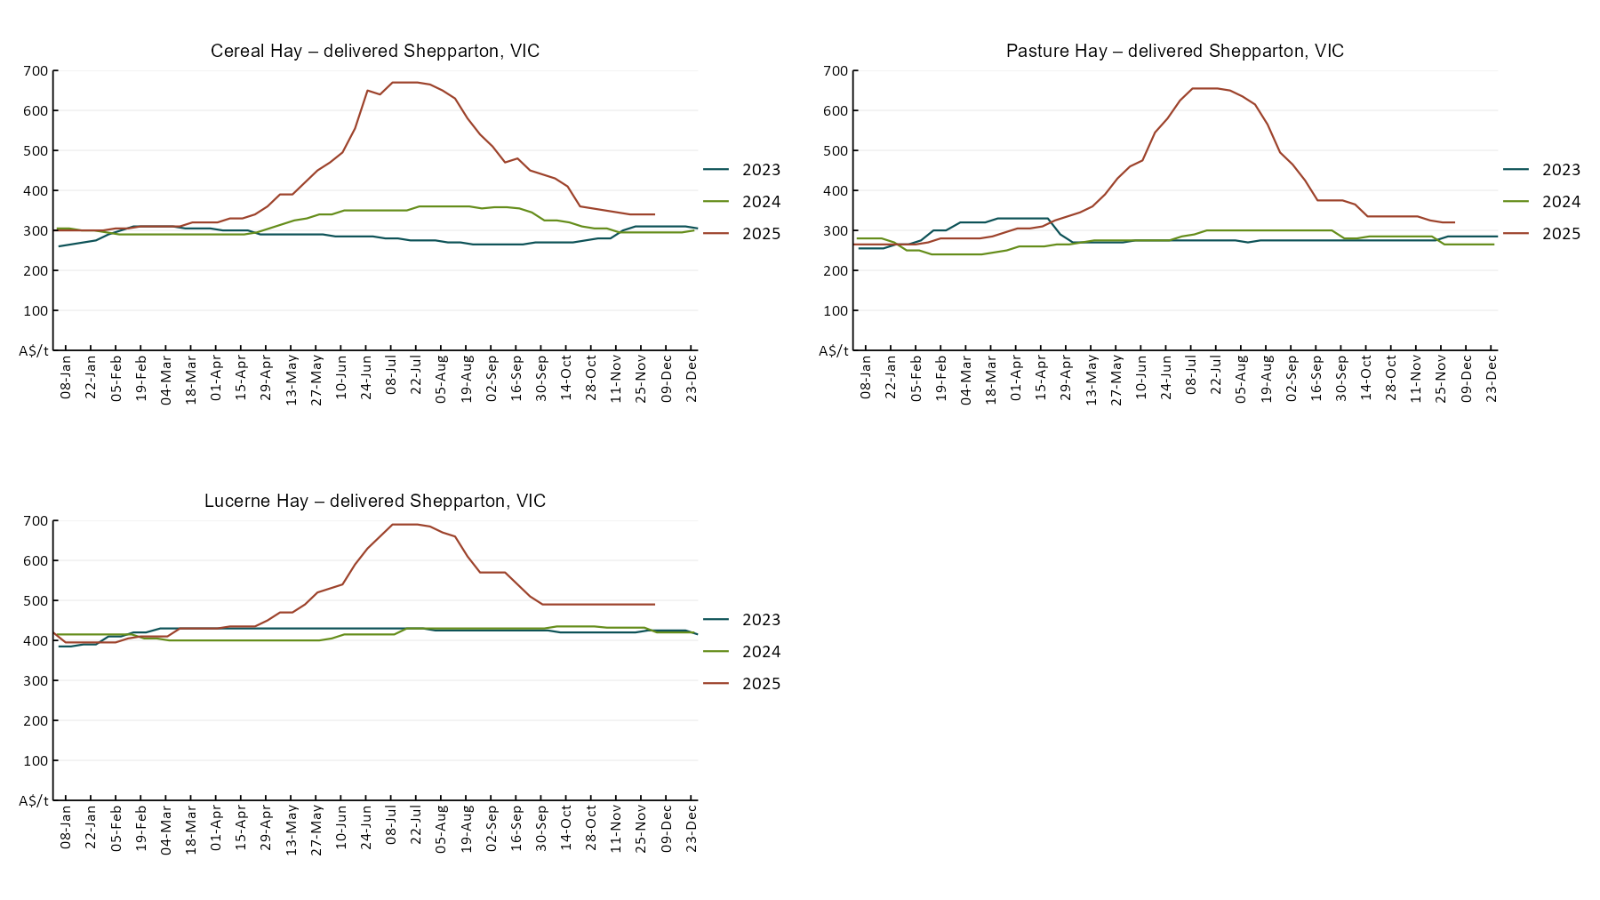 Cereal Hay – delivered Shepparton, VIC
700
600
500
400
300
200
100
A$/t
08-Jan
22-Jan
05-Feb
19-Feb
04-Mar
18-Mar
01-Apr
15-Apr
29-Apr
13-May
27-May
10-Jun
24-Jun
08-Jul
22-Jul
05-Aug
19-Aug
02-Sep
16-Sep
30-Sep
14-Oct
28-Oct
11-Nov
25-Nov
09-Dec
23-Dec
2023
2024
2025
Pasture Hay – delivered Shepparton, VIC
700
600
500
400
300
200
100
A$/t
08-Jan
22-Jan
05-Feb
19-Feb
04-Mar
18-Mar
01-Apr
15-Apr
29-Apr
13-May
27-May
10-Jun
24-Jun
08-Jul
22-Jul
05-Aug
19-Aug
02-Sep
16-Sep
30-Sep
14-Oct
28-Oct
11-Nov
25-Nov
09-Dec
23-Dec
2023
2024
2025
Lucerne Hay – delivered Shepparton, VIC
700
600
500
400
300
200
100
A$/t
08-Jan
22-Jan
05-Feb
19-Feb
04-Mar
18-Mar
01-Apr
15-Apr
29-Apr
13-May
27-May
10-Jun
24-Jun
08-Jul
22-Jul
05-Aug
19-Aug
02-Sep
16-Sep
30-Sep
14-Oct
28-Oct
11-Nov
25-Nov
09-Dec
23-Dec
2023
2024
2025